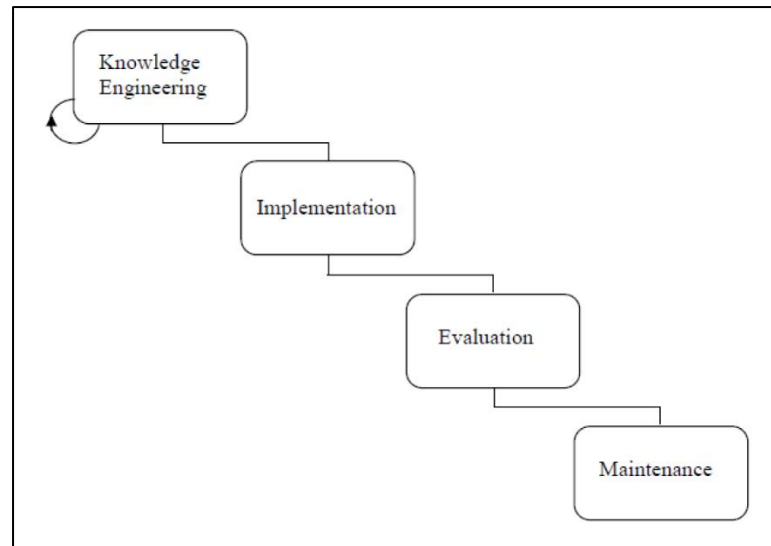 Knowledge
Engineering
Implementation
Evaluation
Maintenance